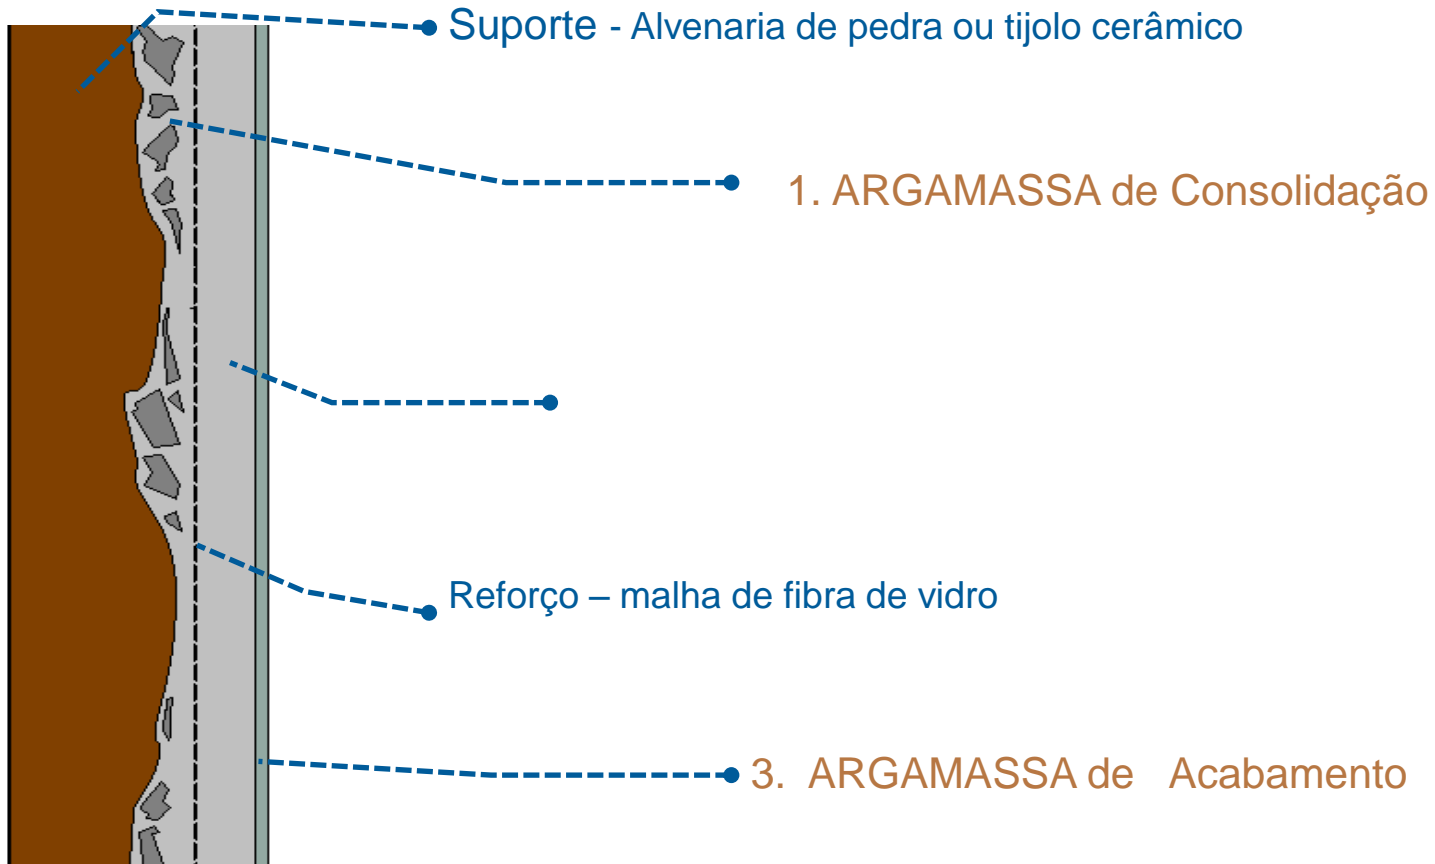 Suporte - Alvenaria de pedra ou tijolo cerâmico
1. ARGAMASSA de Consolidação
Reforço – malha de fibra de vidro
3. ARGAMASSA de Acabamento